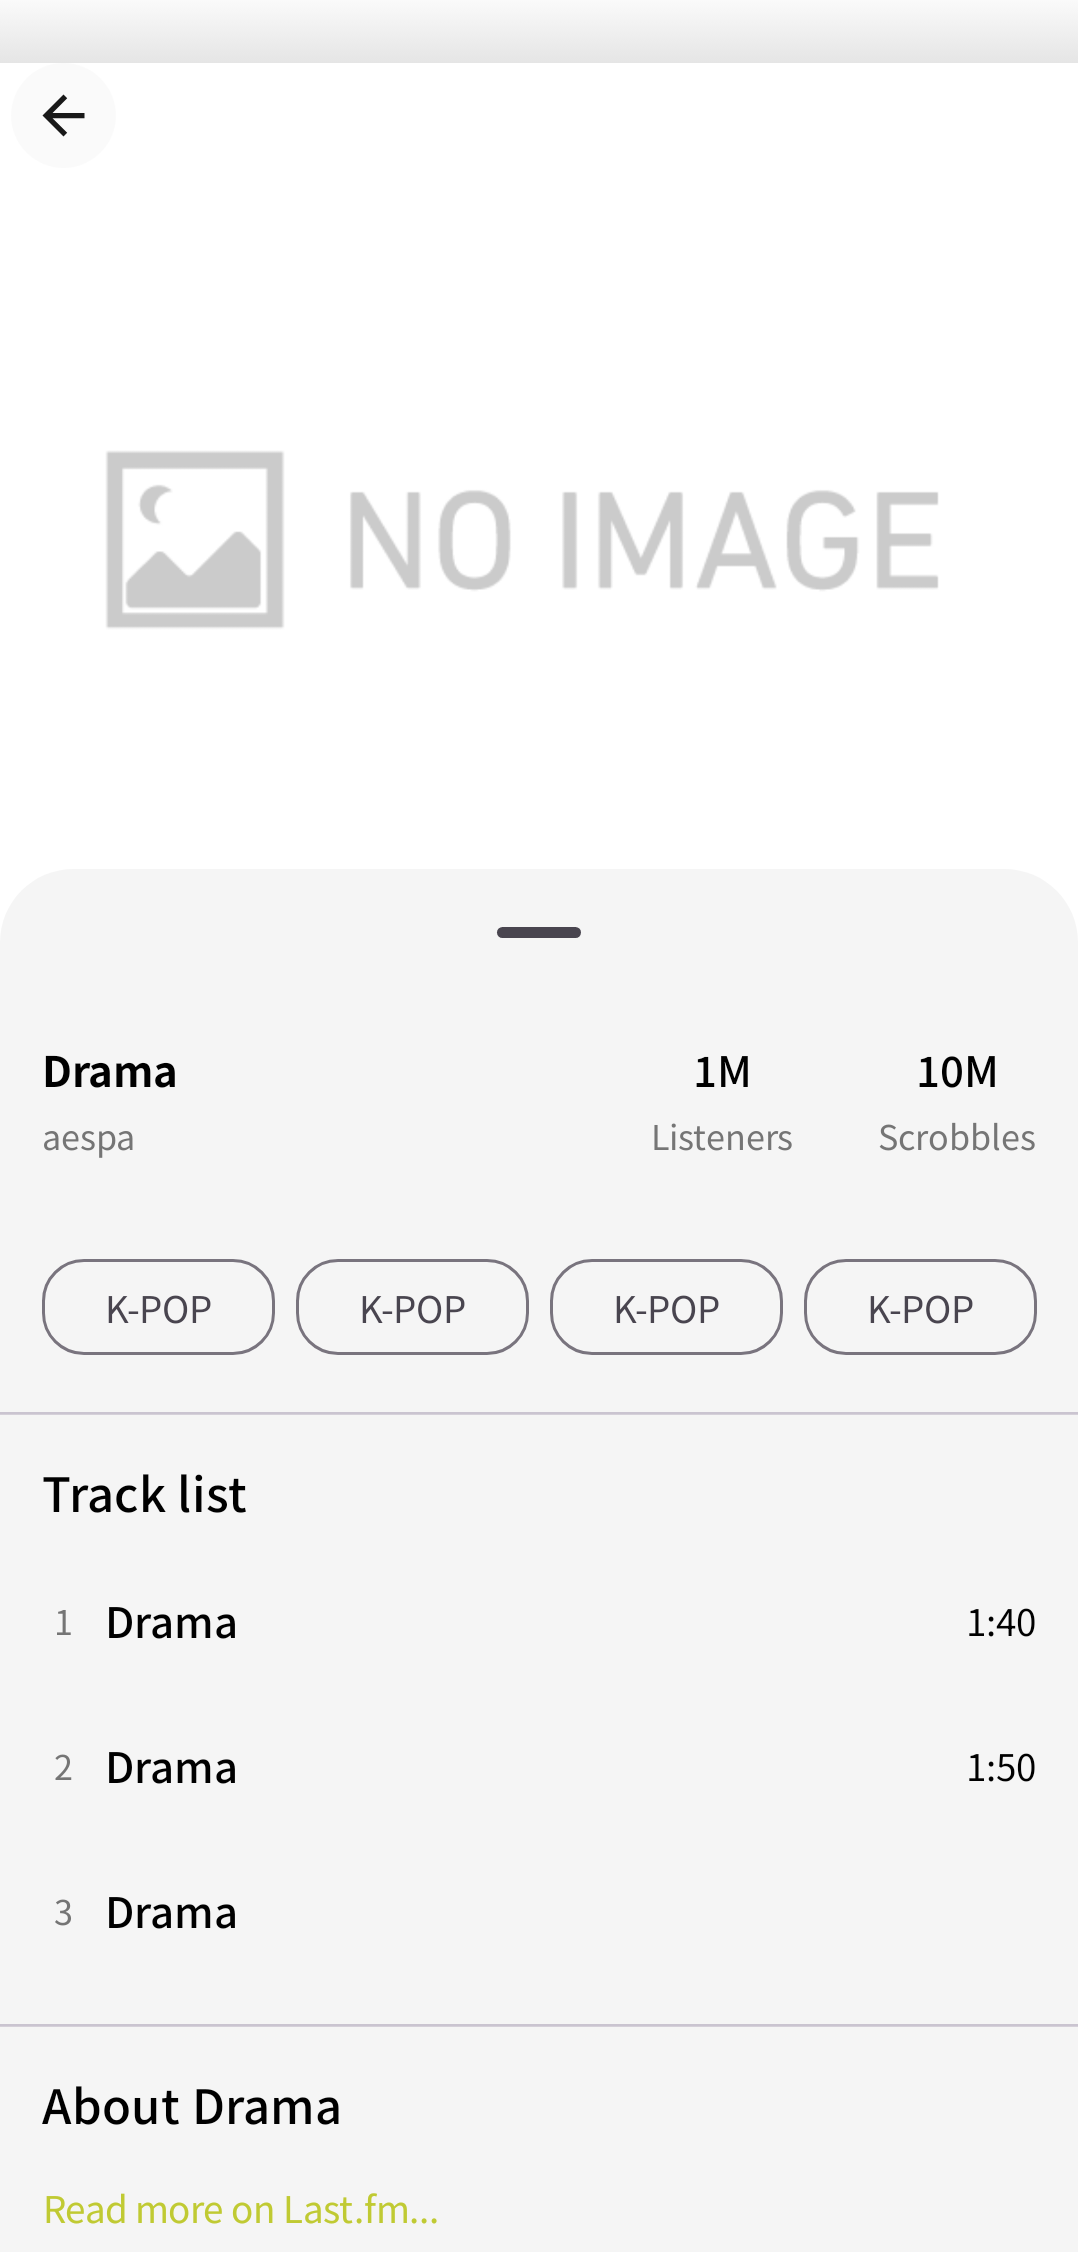 NO IMAGE
Drama
1M
10M
aespa
Listeners
Scrobbles
K-POP
K-POP
K-POP
K-POP
Track list
1 Drama 1:40
2 Drama 1:50
3 Drama
About Drama
Read more on Last.fm...